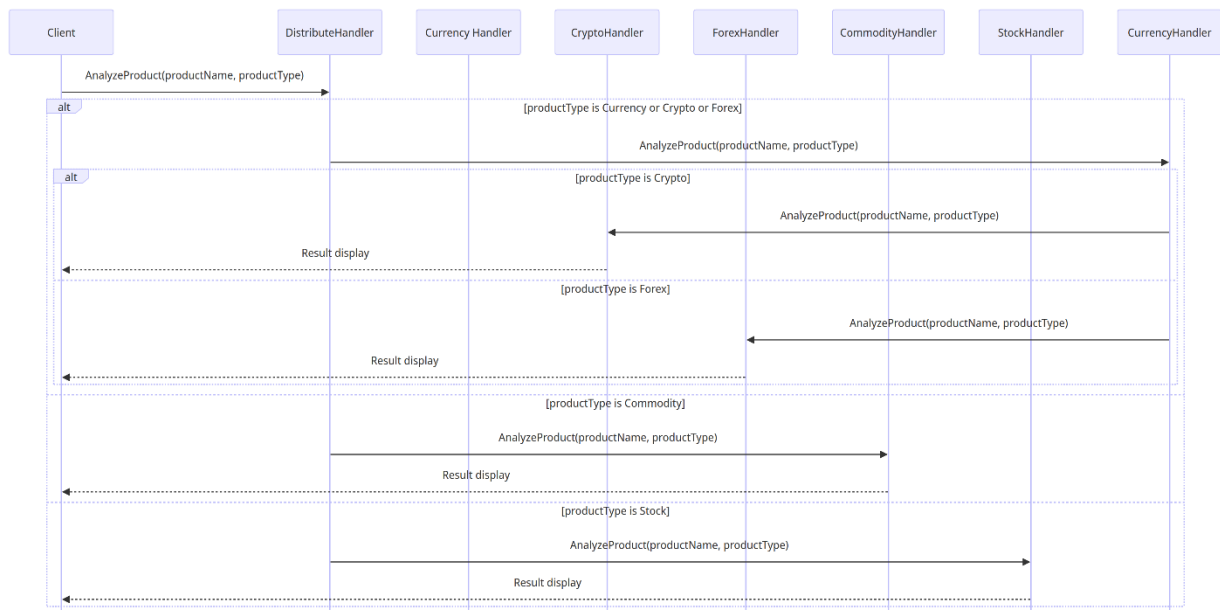 Client
DistributeHandler
Currency Handler
CryptoHandler
ForexHandler
CommodityHandler
StockHandler
CurrencyHandler
AnalyzeProduct(productName, productType)
alt
[productType is Currency or Crypto or Forex]
AnalyzeProduct(productName, productType)
alt
[productType is Crypto]
AnalyzeProduct(productName, productType)
Result display
[productType is Forex]
AnalyzeProduct(productName, productType)
Result display
[productType is Commodity]
AnalyzeProduct(productName, productType)
Result display
[productType is Stock]
AnalyzeProduct(productName, productType)
Result display